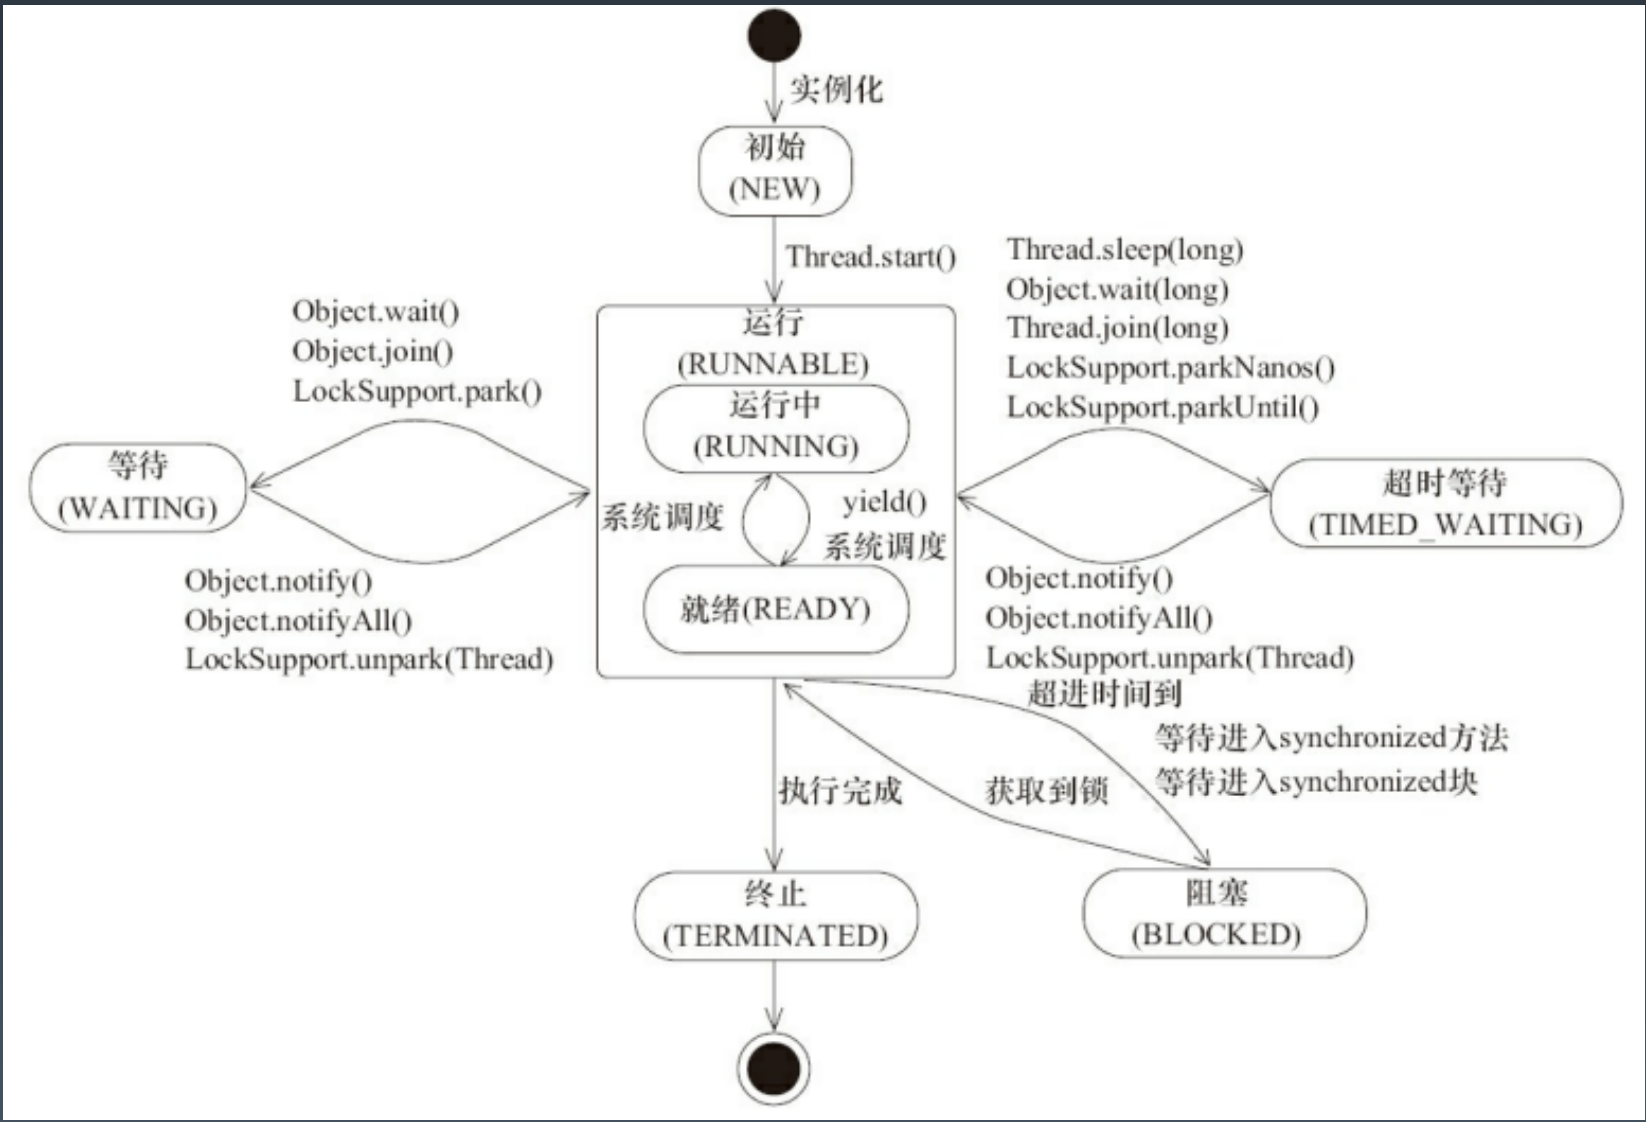 实例化
初始
(NEW)
Thread.start()
Object.wait()
Object.join()
LockSupport.park()
等待
(WAITING)
Object.notify()
Object.notifyAll()
LockSupport.unpark(Thread)
运行
(RUNNABLE)
运行中
(RUNNING)
系统调度
yield()
系统调度
就绪(READY)
Thread.sleep(long)
Object.wait(long)
Thread.join(long)
LockSupport.parkNanos()
LockSupport.parkUntil()
超时等待
(TIMED_WAITING)
Object.notify()
Object.notifyAll()
LockSupport.unpark(Thread)
超进时间到
等待进入synchronized方法
等待进入synchronized块
获取到锁
执行完成
终止
(TERMINATED)
阻塞
(BLOCKED)